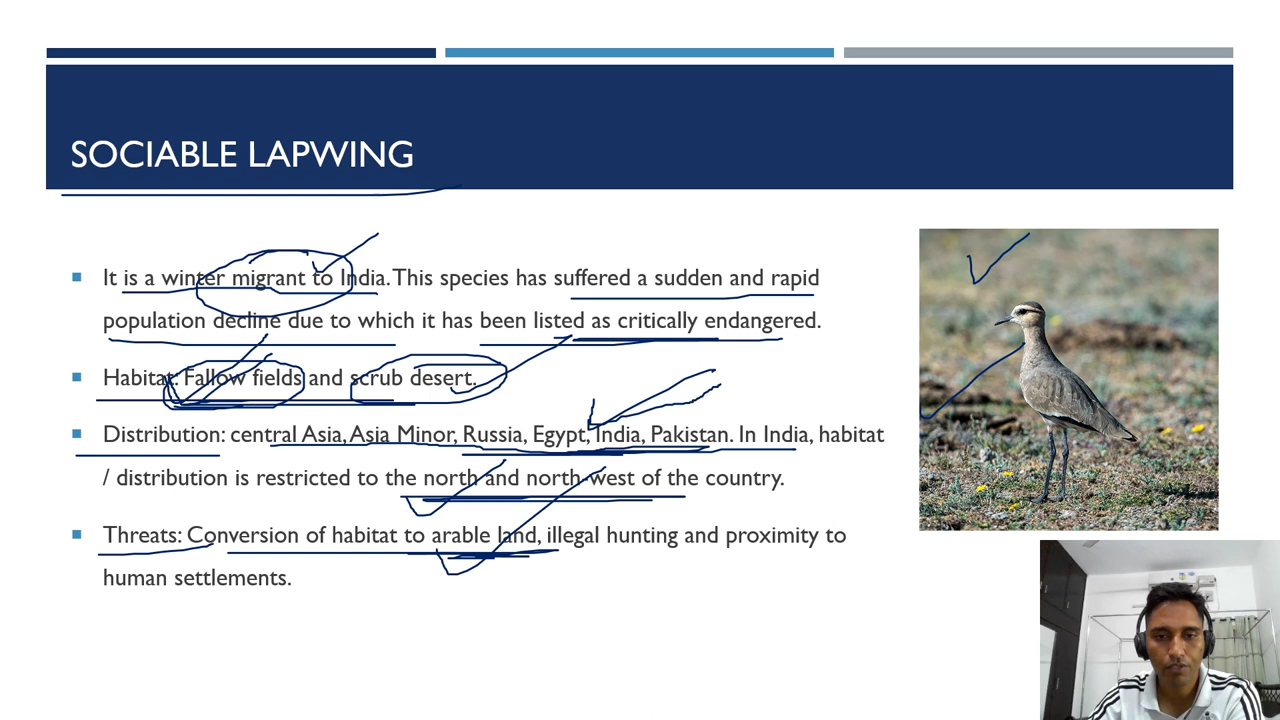 SOCIABLE LAPWING
It is a winter migrant to India. This species has suffered a sudden and rapid
population decline due to which it has been listed as critically endangered.
Habitat: Fallow fields and scrub desert.
Distribution: central Asia, Asia Minor, Russia, Egypt, India, Pakistan. In India, habitat
/ distribution is restricted to the north and north-west of the country.
Threats: Conversion of habitat to arable land, illegal hunting and proximity to
human settlements.